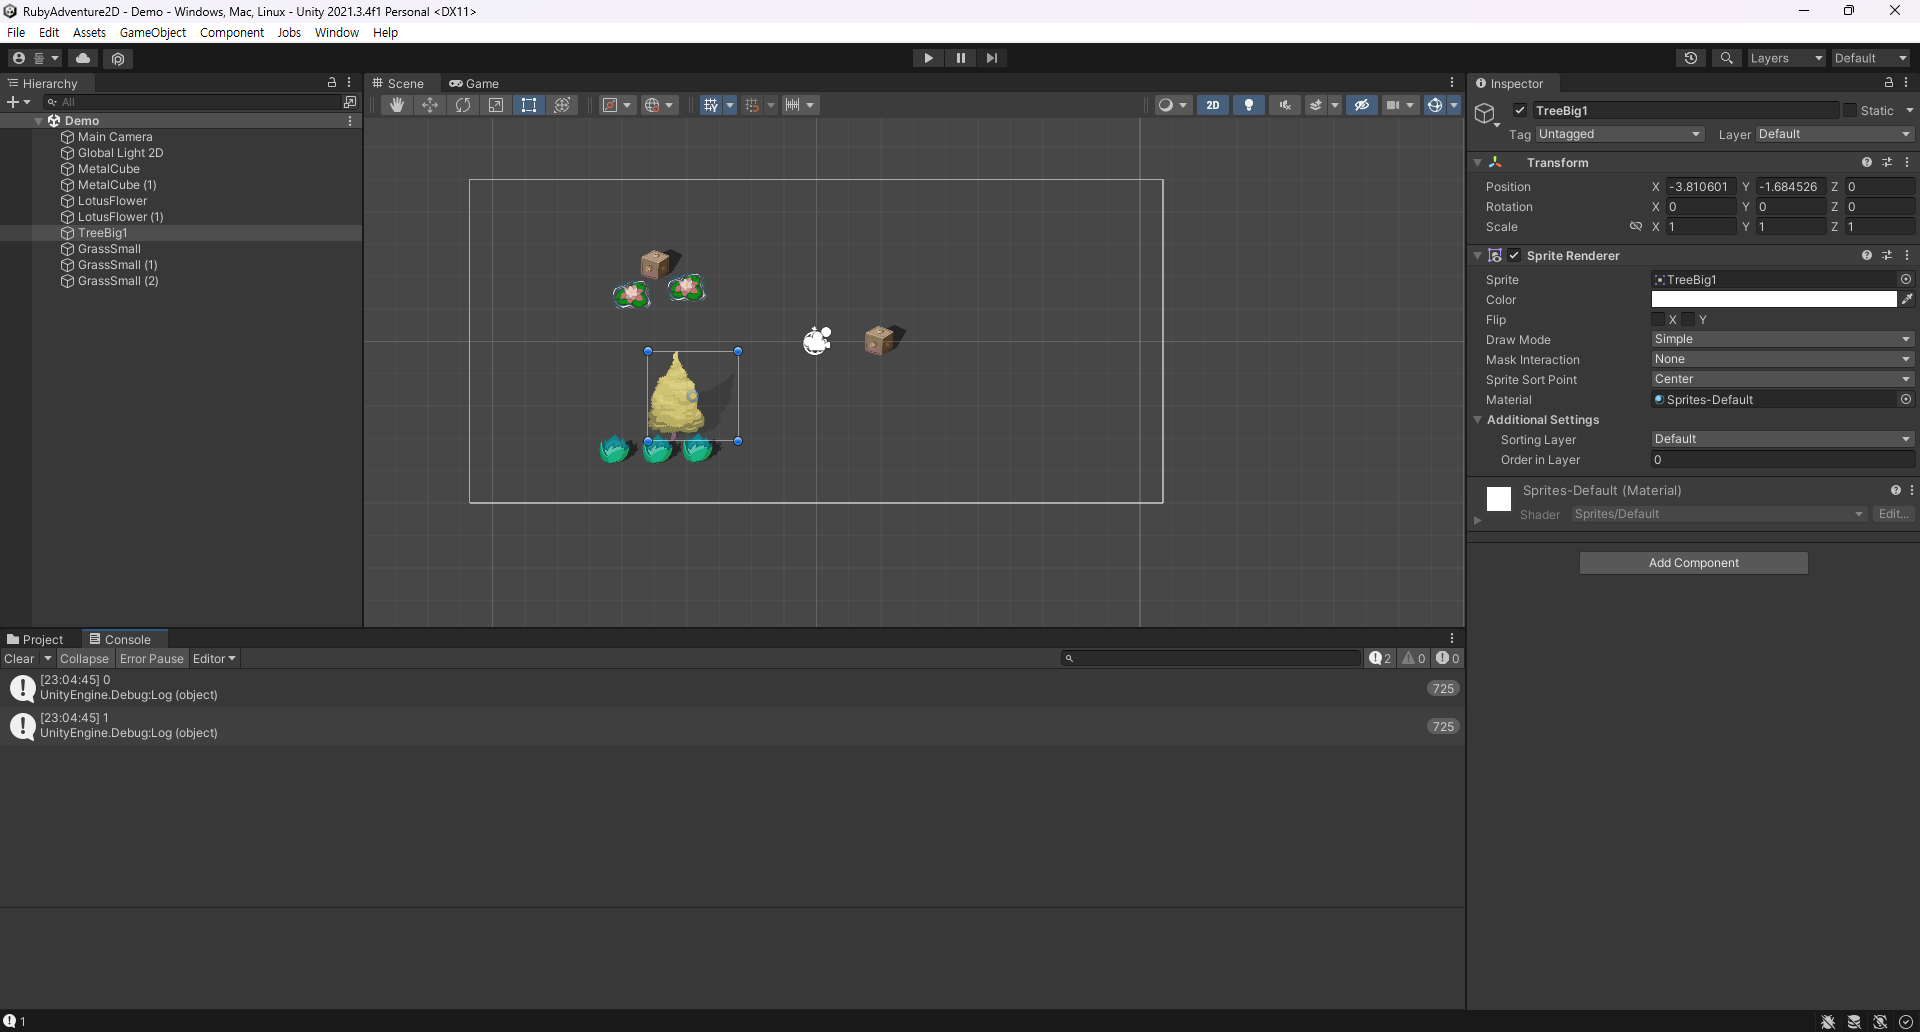 RubyAdventure2D - Demo - Windows, Mac, Linux - Unity 2021.3.4f1 Personal <DX11>
File Edit Assets GameObject Component Jobs Window Help
돌 Layers Default
Hierarchy
All
Demo
Main Camera
Global Light 2D
MetalCube
MetalCube (1)
LotusFlower
LotusFlower (1)
TreeBig1
GrassSmall
GrassSmall (1)
GrassSmall (2)
Scene Game
2D
Inspector
TreeBig1 Static
Tag Untagged Layer Default
Transform
Position X -3.810601 Y -1.684526 Z 0
Rotation X 0 Y 0 Z 0
Scale X 1 Y 1 Z 1
Sprite Renderer
Sprite TreeBig1
Color
Flip X Y
Draw Mode Simple
Mask Interaction None
Sprite Sort Point Center
Material Sprites-Default
Additional Settings
Sorting Layer Default
Order in Layer 0
Sprites-Default (Material)
Shader Sprites/Default Edit...
Add Component
Project Console
Clear Collapse Error Pause Editor 2 0 0
[23:04:45] 0
UnityEngine.Debug:Log (object) 725
[23:04:45] 1
UnityEngine.Debug:Log (object) 725
1